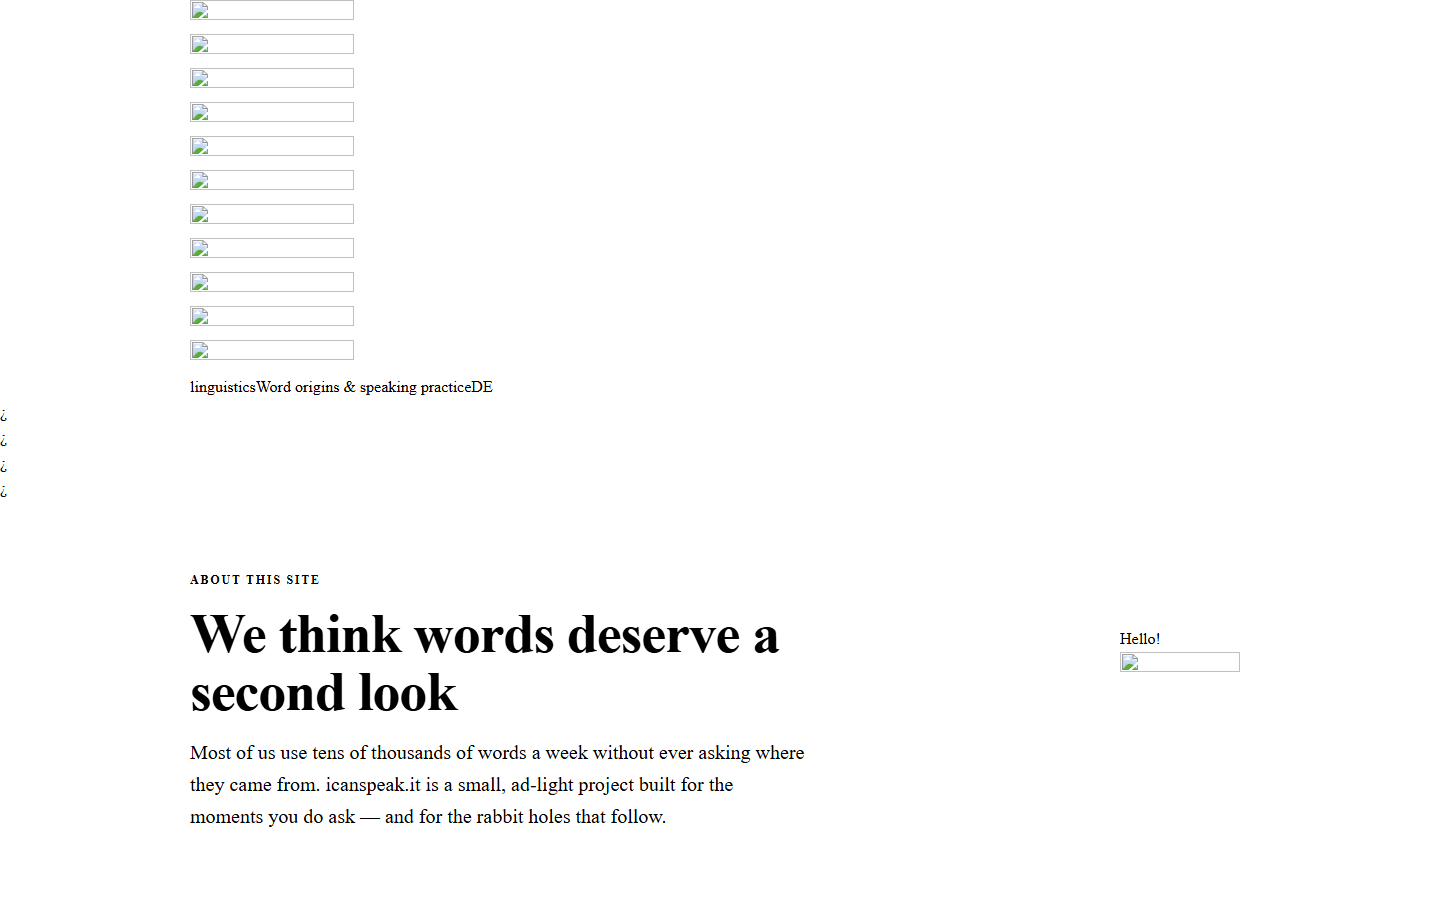 linguisticsWord origins & speaking practiceDE
¿
¿
¿
¿
ABOUT THIS SITE
We think words deserve a
second look
Most of us use tens of thousands of words a week without ever asking where
they came from. icanspeak.it is a small, ad-light project built for the
moments you do ask — and for the rabbit holes that follow.
Hello!